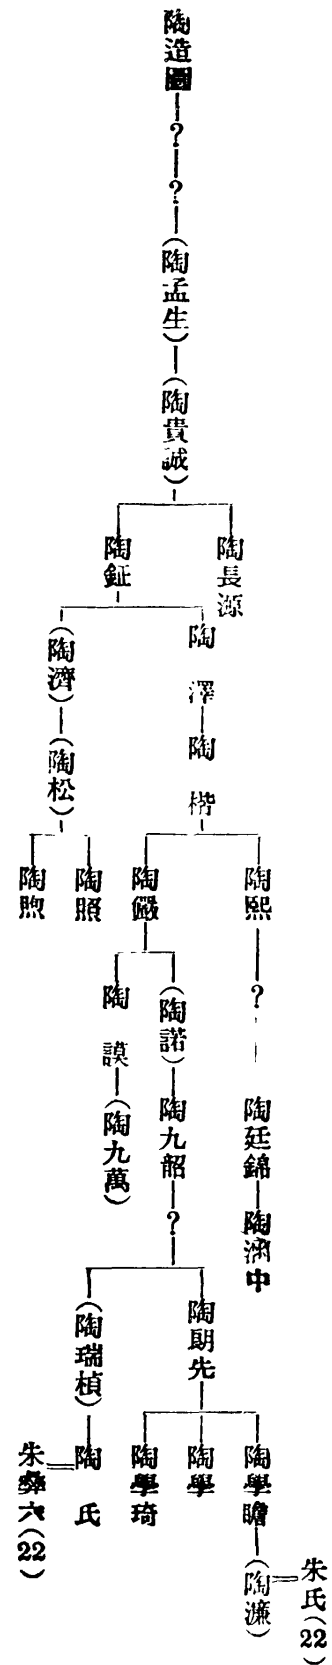 陶造圖
?
?
(陶孟生)
(陶貴誠)
陶長源
陶鉦
陶澤
(陶濟)
陶楷
(陶松)
陶熙
陶儼
陶照
陶煦
?
(陶諾)
陶謨
陶廷錦
陶九韶
(陶九萬)
陶涵中
?
陶朗先
(陶瑞楨)
陶學瞻
陶學
陶學琦
陶氏
朱彝六(22)
(陶濂)
朱氏(22)